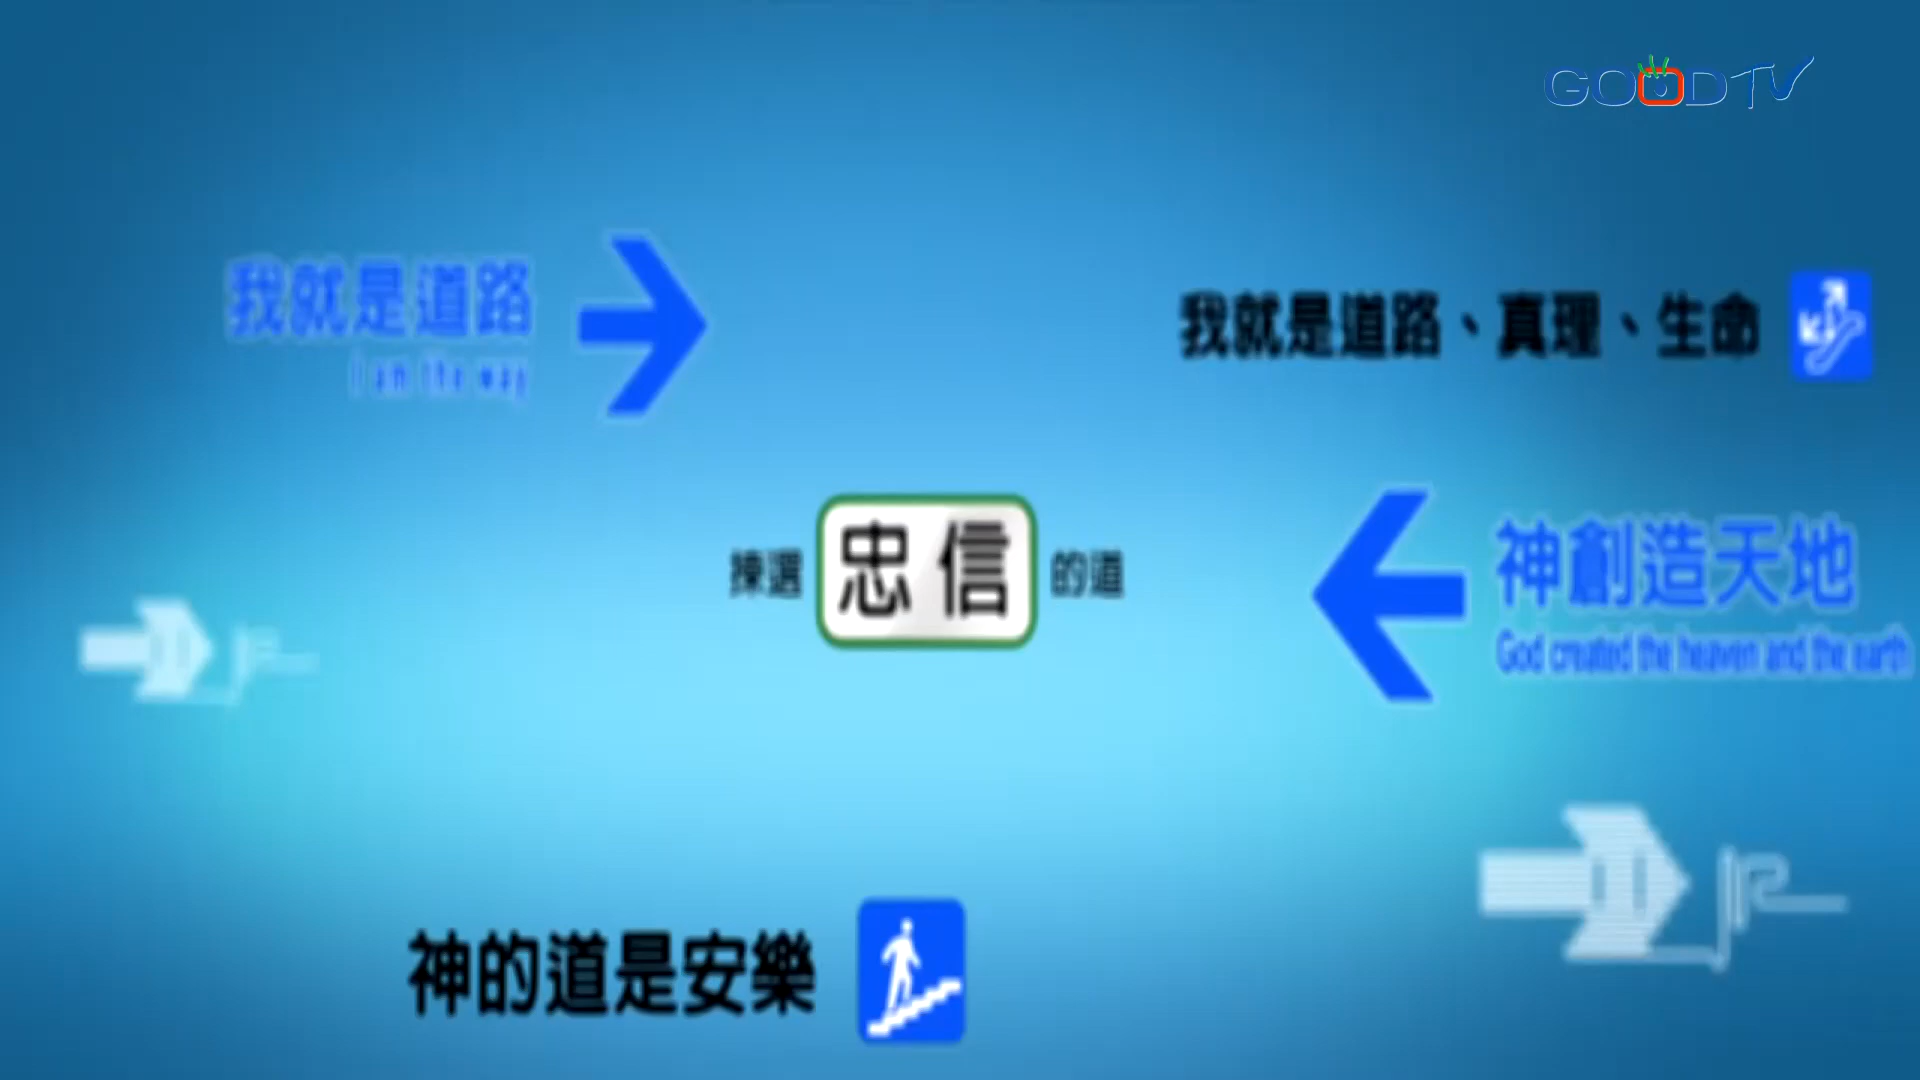 GOODTV
我就是道路
I am the way
我就是道路、真理、生命
揀選 忠信 的道
神創造天地
God created the heaven and the earth
神的道是安樂